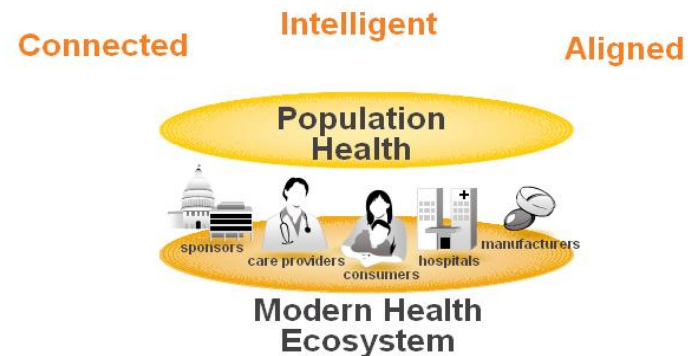 Intelligent
Connected
Aligned
Population
Health
sponsors
care providers
consumers
hospitals
manufacturers
Modern Health
Ecosystem